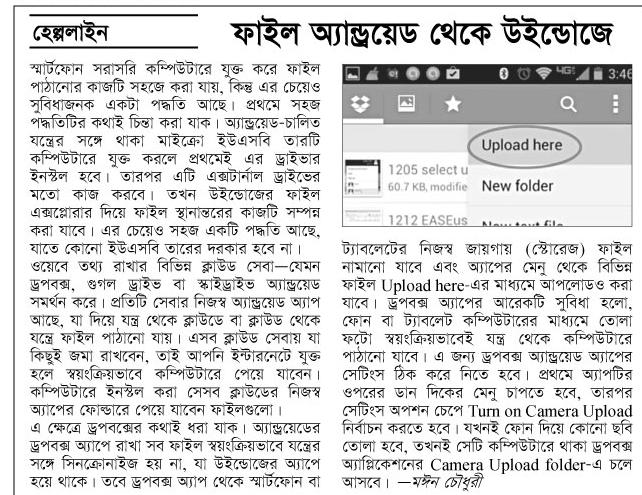 হেল্পলাইন
ফাইল অ্যান্ড্রয়েড থেকে উইন্ডোজে
স্মার্টফোন সরাসরি কম্পিউটারে যুক্ত করে ফাইল
পাঠানোর কাজটি সহজে করা যায়, কিন্তু এর চেয়েও
সুবিধাজনক একটা পদ্ধতি আছে। প্রথমে সহজ
পদ্ধতিটির কথাই চিন্তা করা যাক। অ্যান্ড্রয়েড-চালিত
যন্ত্রের সঙ্গে থাকা মাইক্রো ইউএসবি তারটি
কম্পিউটারে যুক্ত করলে প্রথমেই এর ড্রাইভার
ইনস্টল হবে। তারপর এটি এক্সটার্নাল ড্রাইভের
মতো কাজ করবে। তখন উইন্ডোজের ফাইল
এক্সপ্লোরার দিয়ে ফাইল স্থানান্তরের কাজটি সম্পন্ন
করা যাবে। এর চেয়েও সহজ একটি পদ্ধতি আছে,
যাতে কোনো ইউএসবি তারের দরকার হবে না।
ওয়েবে তথ্য রাখার বিভিন্ন ক্লাউড সেবা—যেমন
ড্রপবক্স, গুগল ড্রাইভ বা স্কাইড্রাইভ অ্যান্ড্রয়েড
সমর্থন করে। প্রতিটি সেবার নিজস্ব অ্যান্ড্রয়েড অ্যাপ
আছে, যা দিয়ে যন্ত্র থেকে ক্লাউডে বা ক্লাউড থেকে
যন্ত্রে ফাইল পাঠানো যায়। এসব ক্লাউড সেবায় যা
কিছুই জমা রাখবেন, তাই আপনি ইন্টারনেটে যুক্ত
হলে স্বয়ংক্রিয়ভাবে কম্পিউটারে পেয়ে যাবেন।
কম্পিউটারে ইনস্টল করা সেসব ক্লাউডের নিজস্ব
অ্যাপের ফোল্ডারে পেয়ে যাবেন ফাইলগুলো।
এ ক্ষেত্রে ড্রপবক্সের কথাই ধরা যাক। অ্যান্ড্রয়েডের
ড্রপবক্স অ্যাপে রাখা সব ফাইল স্বয়ংক্রিয়ভাবে যন্ত্রের
সঙ্গে সিনক্রোনাইজ হয় না, যা উইন্ডোজের অ্যাপে
হয়ে থাকে। তবে ড্রপবক্স অ্যাপ থেকে স্মার্টফোন বা
4G 3:46
Upload here
1205 select u
60.7 KB, modifie
New folder
1212 EASEus
New text file
ট্যাবলেটের নিজস্ব জায়গায় (স্টোরেজ) ফাইল
নামানো যাবে এবং অ্যাপের মেনু থেকে বিভিন্ন
ফাইল Upload here-এর মাধ্যমে আপলোডও করা
যাবে। ড্রপবক্স অ্যাপের আরেকটি সুবিধা হলো,
ফোন বা ট্যাবলেট কম্পিউটারের মাধ্যমে তোলা
ফটো স্বয়ংক্রিয়ভাবেই যন্ত্র থেকে কম্পিউটারে
পাঠানো যাবে। এ জন্য ড্রপবক্স অ্যান্ড্রয়েড অ্যাপের
সেটিংস ঠিক করে নিতে হবে। প্রথমে অ্যাপটির
ওপরের ডান দিকের মেনু চাপতে হবে, তারপর
সেটিংস অপশন চেপে Turn on Camera Upload
নির্বাচন করতে হবে। যখনই ফোন দিয়ে কোনো ছবি
তোলা হবে, তখনই সেটি কম্পিউটারে থাকা ড্রপবক্স
অ্যাপ্লিকেশনের Camera Upload folder-এ চলে
আসবে। —মঈন চৌধুরী